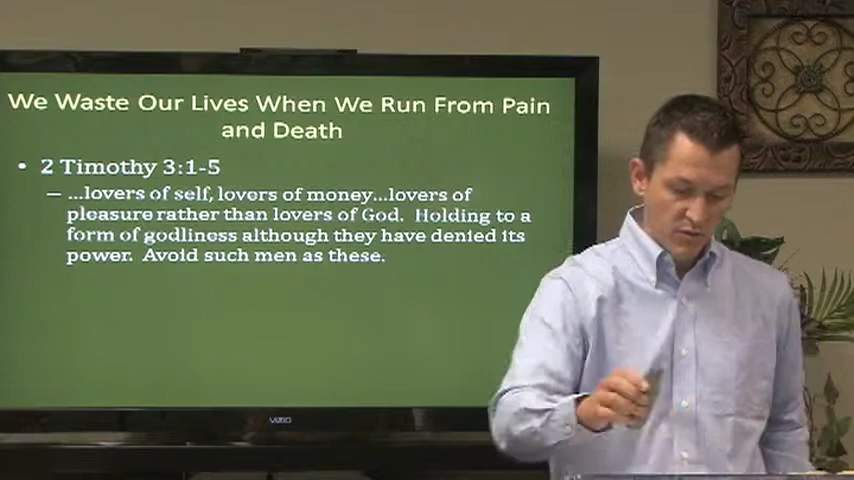 We Waste Our Lives When We Run From Pain
and Death
• 2 Timothy 3:1-5
– ...lovers of self, lovers of money...lovers of
pleasure rather than lovers of God. Holding to a
form of godliness although they have denied its
power. Avoid such men as these.
VIZIO